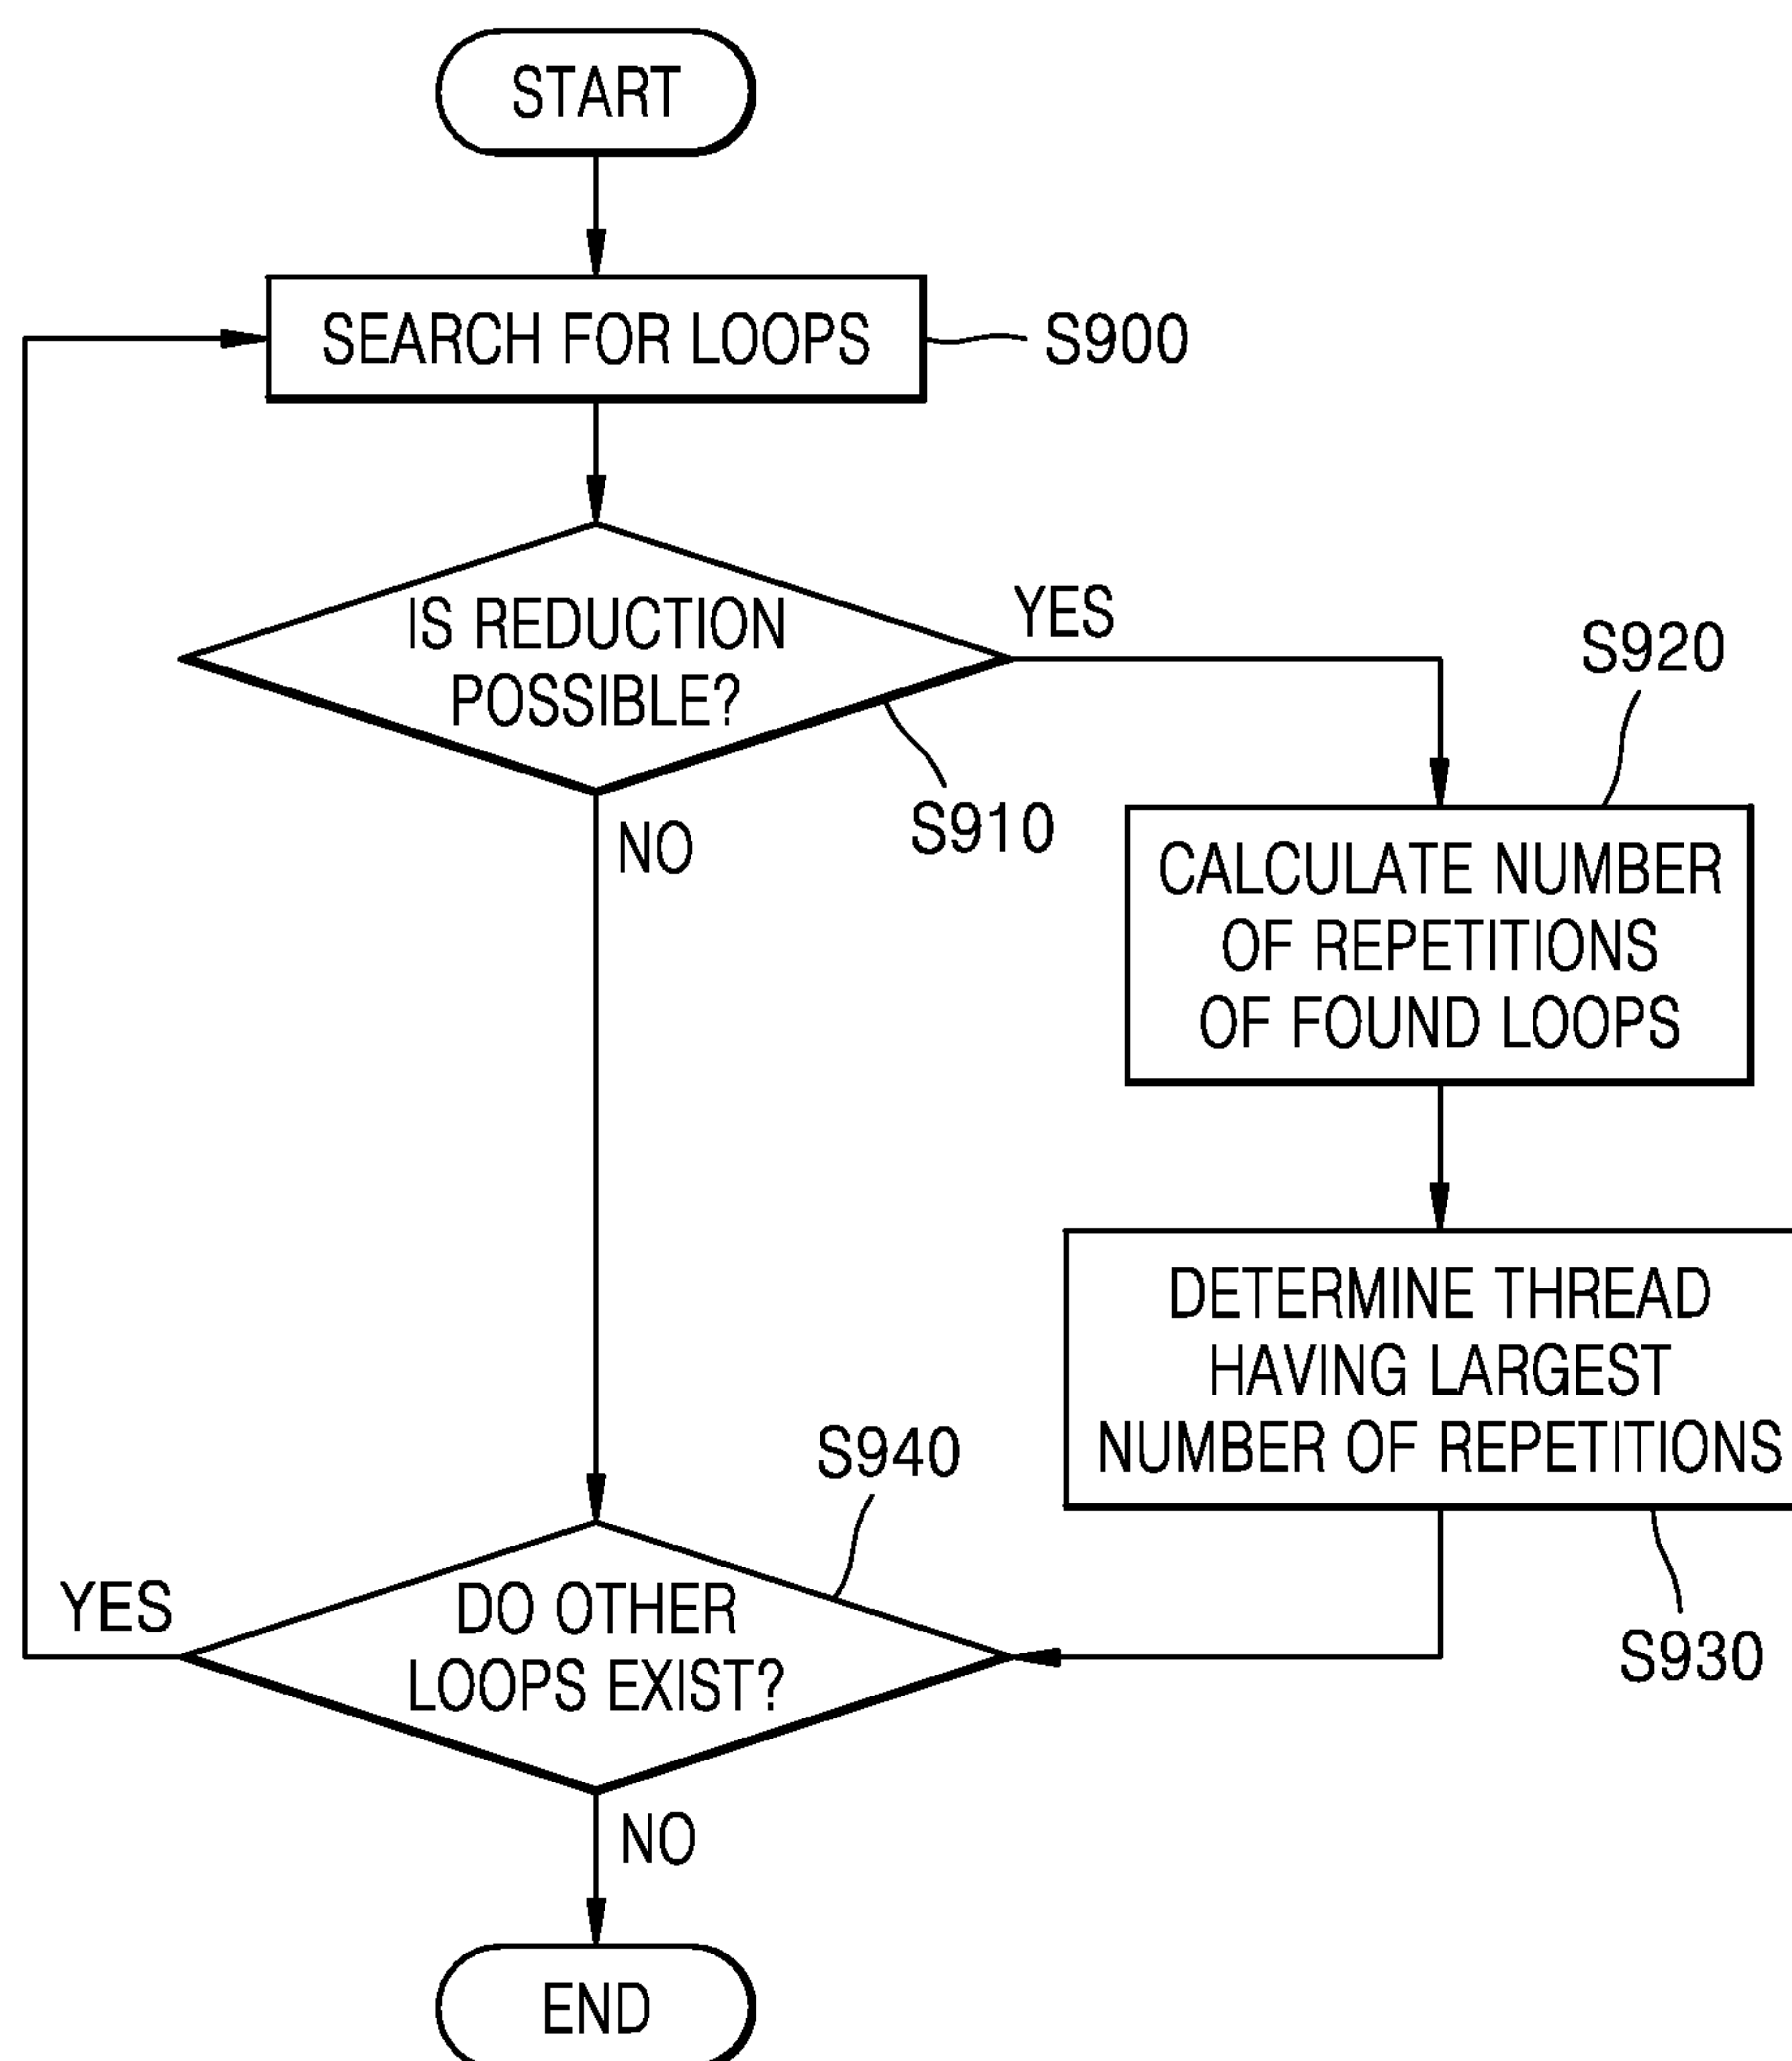 START
SEARCH FOR LOOPS
S900
IS REDUCTION
POSSIBLE?
YES
S910
NO
S920
CALCULATE NUMBER
OF REPETITIONS
OF FOUND LOOPS
DETERMINE THREAD
HAVING LARGEST
NUMBER OF REPETITIONS
S930
S940
DO OTHER
LOOPS EXIST?
YES
NO
END